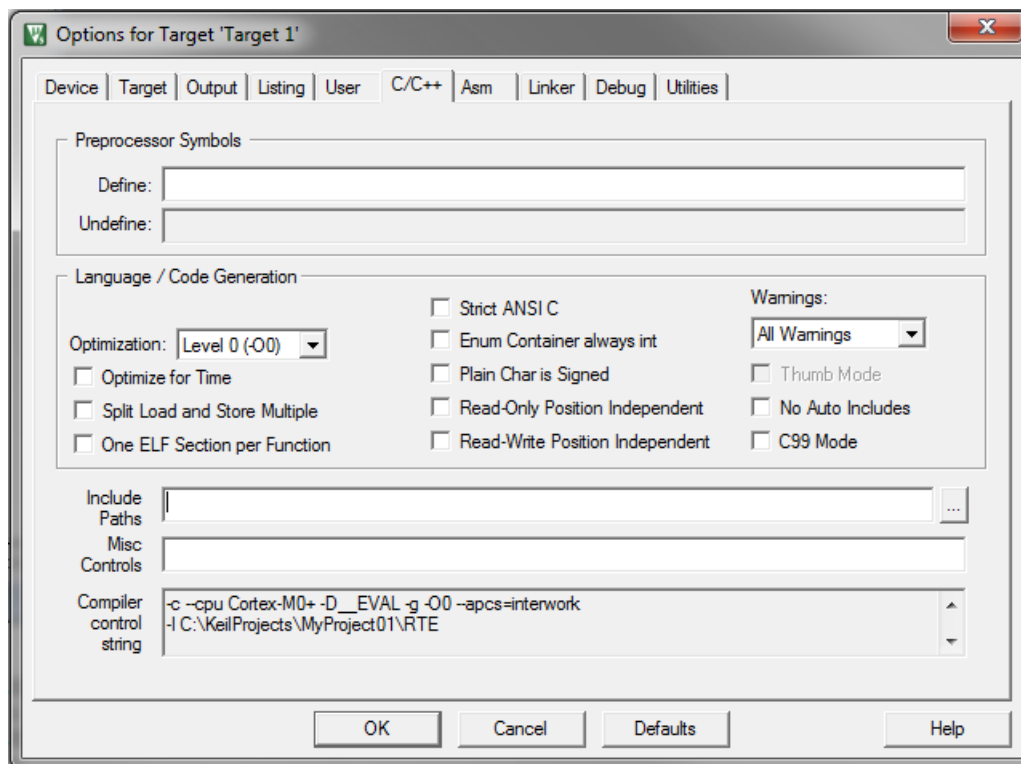 Options for Target 'Target 1'
Device Target Output Listing User C/C++ Asm Linker Debug Utilities
Preprocessor Symbols
Define:
Undefine:
Language / Code Generation
Optimization: Level 0 (-O0)
Optimize for Time
Split Load and Store Multiple
One ELF Section per Function
Strict ANSI C
Enum Container always int
Plain Char is Signed
Read-Only Position Independent
Read-Write Position Independent
Warnings:
All Warnings
Thumb Mode
No Auto Includes
C99 Mode
Include
Paths
...
Misc
Controls
Compiler
control
string
-c --cpu Cortex-M0+ -D__EVAL -g -O0 --apcs=interwork
-I C:\KeilProjects\MyProject01\RTE
OK Cancel Defaults Help